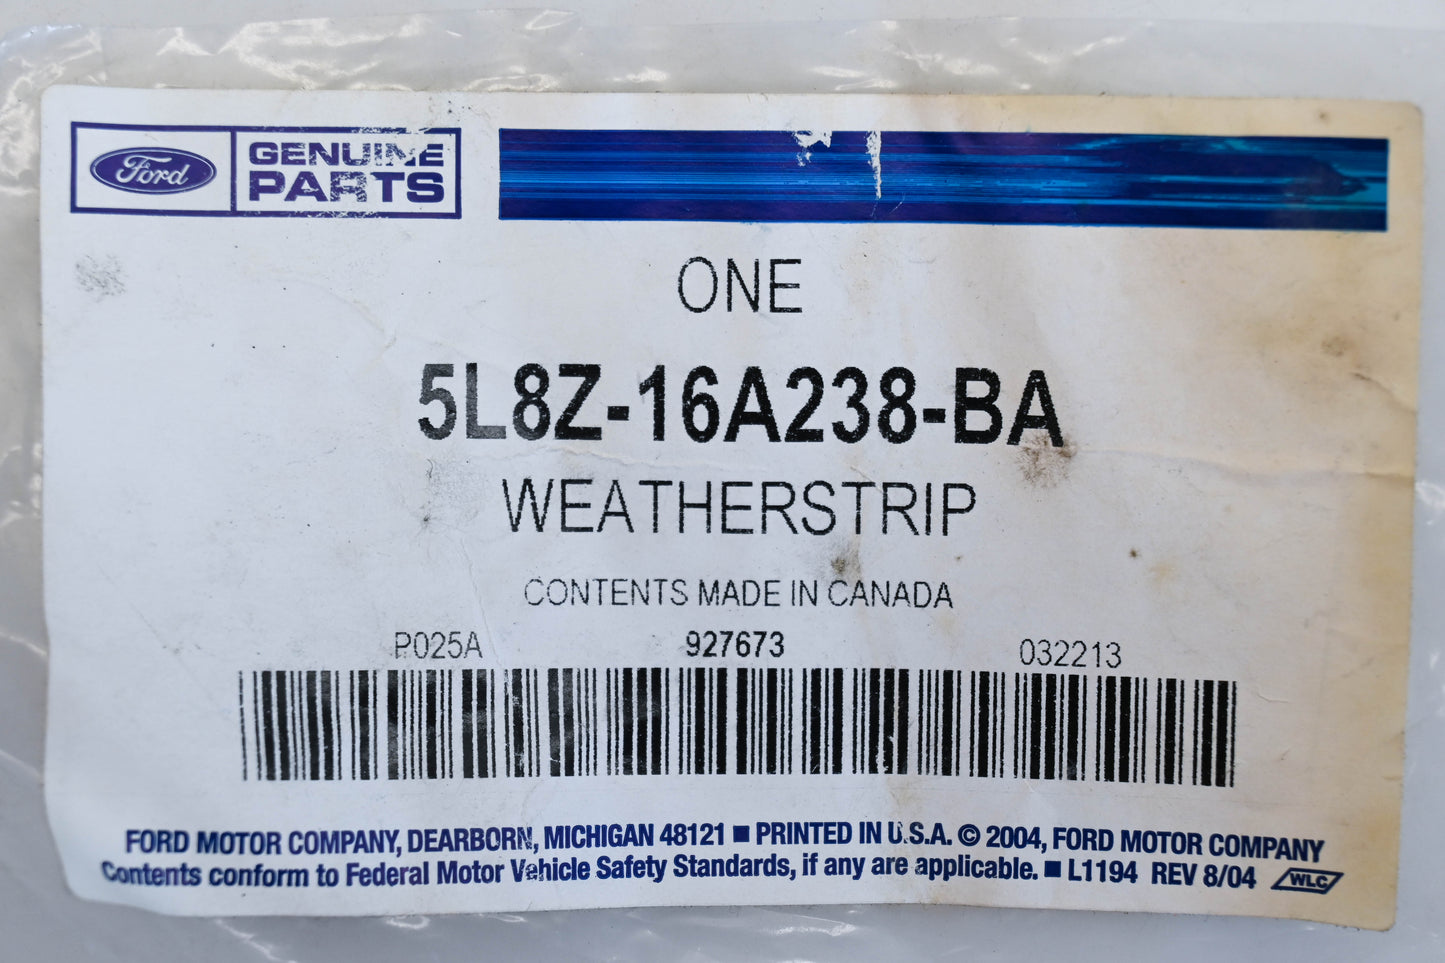 Ford
GENUINE
PARTS
ONE
5L8Z-16A238-BA
WEATHERSTRIP
CONTENTS MADE IN CANADA
P025A 927673 032213
FORD MOTOR COMPANY, DEARBORN, MICHIGAN 48121 ■ PRINTED IN U.S.A. © 2004, FORD MOTOR COMPANY
Contents conform to Federal Motor Vehicle Safety Standards, if any are applicable. ■ L1194 REV 8/04 WLC